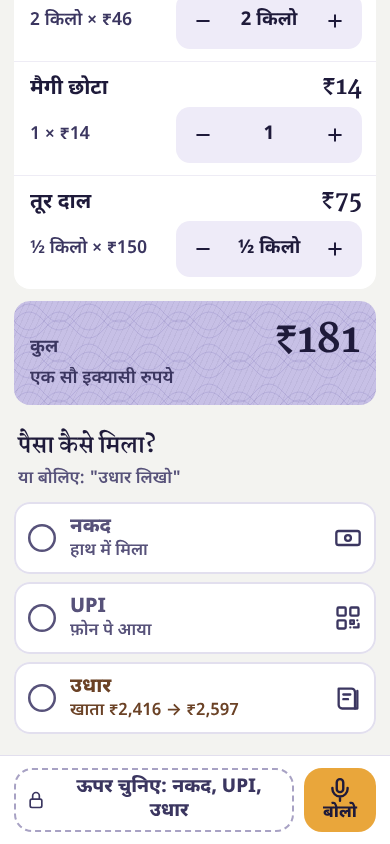 2 किलो × ₹46
− 2 किलो +
मैगी छोटा ₹14
1 × ₹14 − 1 +
तूर दाल ₹75
½ किलो × ₹150 − ½ किलो +
कुल ₹181
एक सौ इक्यासी रुपये
पैसा कैसे मिला?
या बोलिए: "उधार लिखो"
नकद
हाथ में मिला
UPI
फ़ोन पे आया
उधार
खाता ₹2,416 → ₹2,597
ऊपर चुनिए: नकद, UPI,
उधार
बोलो